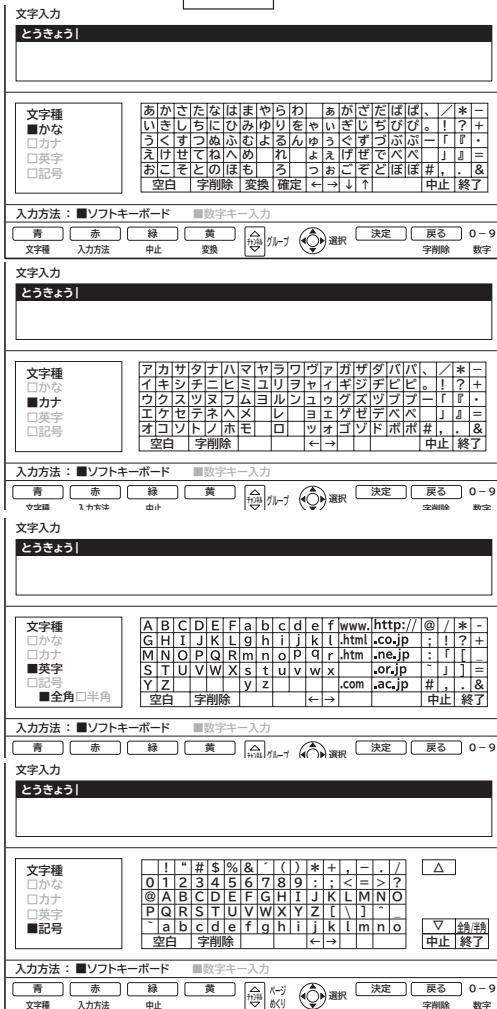 文字入力
とうきょう|
文字種
■かな
□カナ
□英字
□記号
あ か さ た な は ま や ら わ ぁ が ざ だ ば ぱ 、 / * −
い き し ち に ひ み ゆ り を ゃ ぃ ぎ じ ぢ び ぴ 。 ! ? +
う く す つ ぬ ふ む よ る ん ゅ ぅ ぐ ず づ ぶ ぷ ー 「 『 ・
え け せ て ね へ め れ ょ ぇ げ ぜ で べ ぺ 」 』 =
お こ そ と の ほ も ろ っ ぉ ご ぞ ど ぼ ぽ # , . &
空白 字削除 変換 確定 ← → ↓ ↑ 中止 終了
入力方法:■ソフトキーボード ■数字キー入力
青 赤 緑 黄 チャンネル グループ 選択 決定 戻る 0−9
文字種 入力方法 中止 変換 字削除 数字
文字入力
とうきょう|
文字種
□かな
■カナ
□英字
□記号
ア カ サ タ ナ ハ マ ヤ ラ ワ ヴ ァ ガ ザ ダ バ パ 、 / * −
イ キ シ チ ニ ヒ ミ ユ リ ヲ ャ ィ ギ ジ ヂ ビ ピ 。 ! ? +
ウ ク ス ツ ヌ フ ム ヨ ル ン ュ ゥ グ ズ ヅ ブ プ ー 「 『 ・
エ ケ セ テ ネ ヘ メ レ ョ ェ ゲ ゼ デ ベ ペ 」 』 =
オ コ ソ ト ノ ホ モ ロ ッ ォ ゴ ゾ ド ボ ポ # , . &
空白 字削除 ← → 中止 終了
入力方法:■ソフトキーボード ■数字キー入力
青 赤 緑 黄 チャンネル グループ 選択 決定 戻る 0−9
文字種 入力方法 中止 字削除 数字
文字入力
とうきょう|
文字種
□かな
□カナ
■英字
□記号
■全角□半角
A B C D E F a b c d e f www. http:// @ / * -
G H I J K L g h i j k l .html .co.jp ; ! ? +
M N O P Q R m n o p q r .htm .ne.jp : 「 [ _
S T U V W X s t u v w x .or.jp ~ 」 ] =
Y Z y z .com .ac.jp # , . &
空白 字削除 ← → 中止 終了
入力方法:■ソフトキーボード ■数字キー入力
青 赤 緑 黄 チャンネル グループ 選択 決定 戻る 0−9
文字入力
とうきょう|
文字種
□かな
□カナ
□英字
■記号
! “ # $ % & ´ ( ) * + , − . / △
0 1 2 3 4 5 6 7 8 9 : ; < = > ?
@ A B C D E F G H I J K L M N O
P Q R S T U V W X Y Z [ \ ] ^ _
` a b c d e f g h i j k l m n o ▽ 全角/半角
空白 字削除 ← → 中止 終了
入力方法:■ソフトキーボード ■数字キー入力
青 赤 緑 黄 チャンネル ページめくり 選択 決定 戻る 0−9
文字種 入力方法 中止 字削除 数字